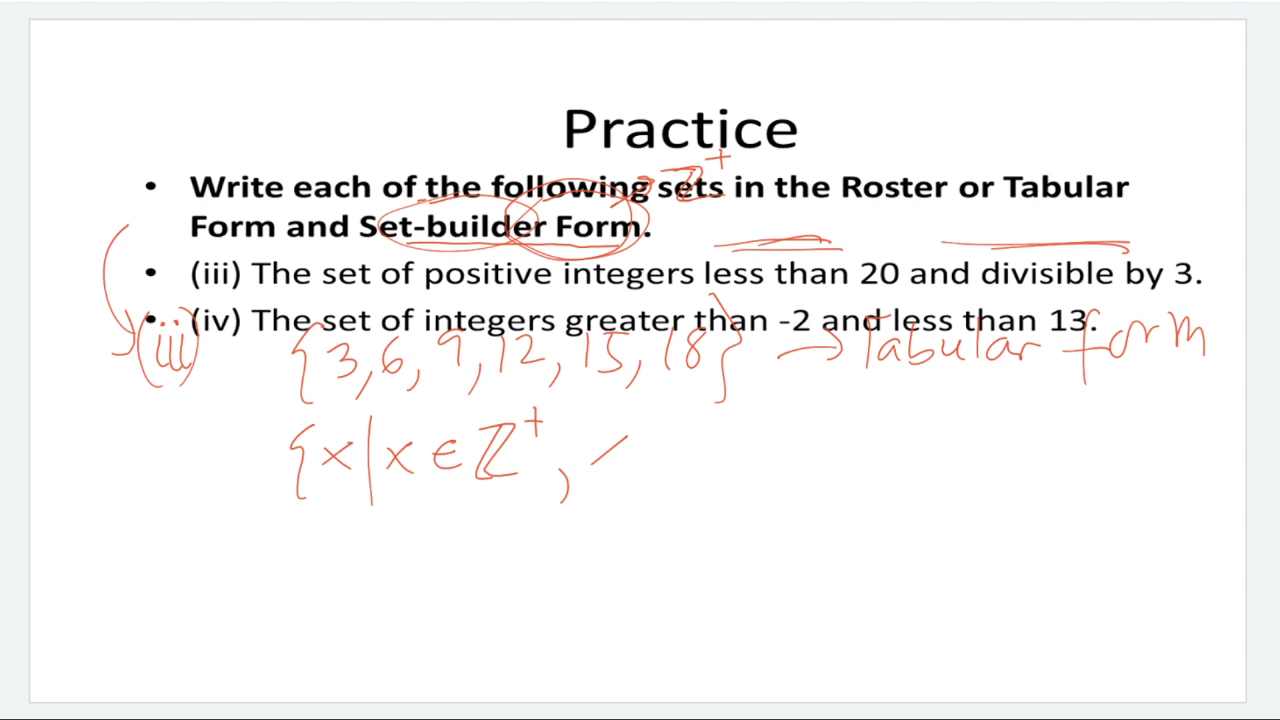 Practice
• Write each of the following sets in the Roster or Tabular
Form and Set-builder Form.
ℤ⁺
• (iii) The set of positive integers less than 20 and divisible by 3.
• (iv) The set of integers greater than -2 and less than 13.
(iii) {3, 6, 9, 12, 15, 18} → Tabular form
{x | x ∈ ℤ⁺,